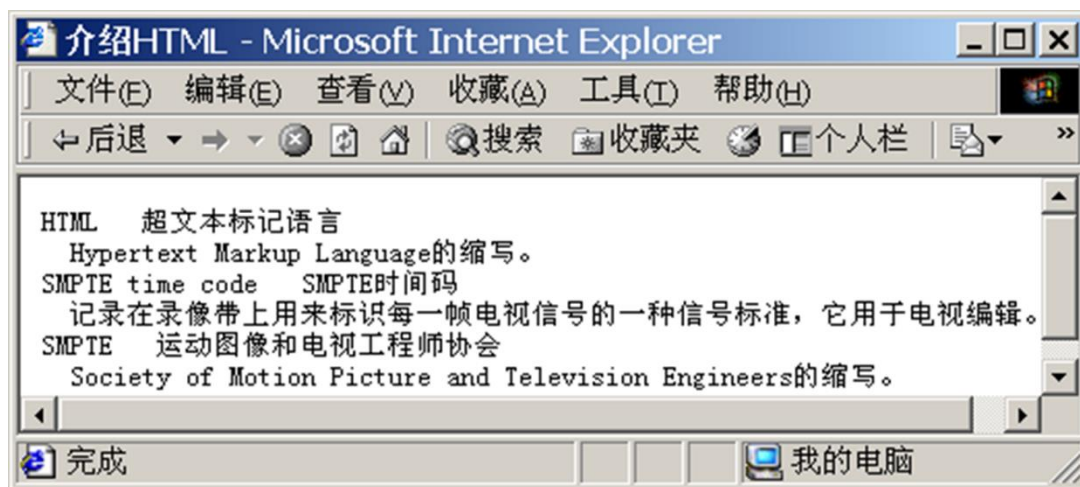 介绍HTML - Microsoft Internet Explorer
文件(F) 编辑(E) 查看(V) 收藏(A) 工具(T) 帮助(H)
后退 搜索 收藏夹 个人栏 »
HTML 超文本标记语言
Hypertext Markup Language的缩写。
SMPTE time code SMPTE时间码
记录在录像带上用来标识每一帧电视信号的一种信号标准，它用于电视编辑。
SMPTE 运动图像和电视工程师协会
Society of Motion Picture and Television Engineers的缩写。
完成 我的电脑